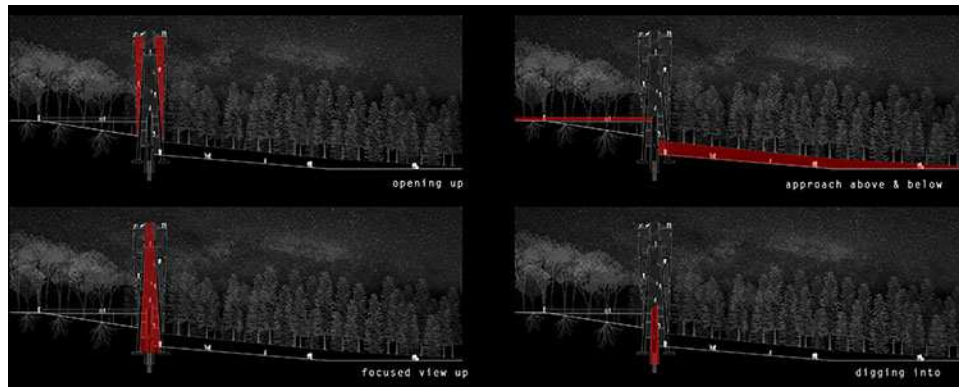 opening up
approach above & below
focused view up
digging into